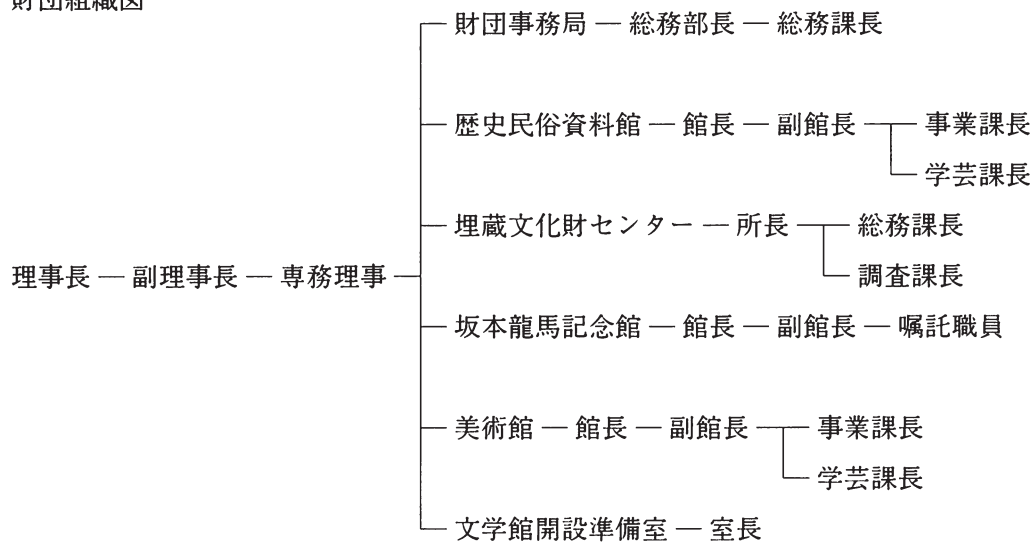 財団組織図
財団事務局 — 総務部長 — 総務課長
歴史民俗資料館 — 館長 — 副館長 — 事業課長
学芸課長
埋蔵文化財センター — 所長 — 総務課長
理事長 — 副理事長 — 専務理事
調査課長
坂本龍馬記念館 — 館長 — 副館長 — 嘱託職員
美術館 — 館長 — 副館長 — 事業課長
学芸課長
文学館開設準備室 — 室長